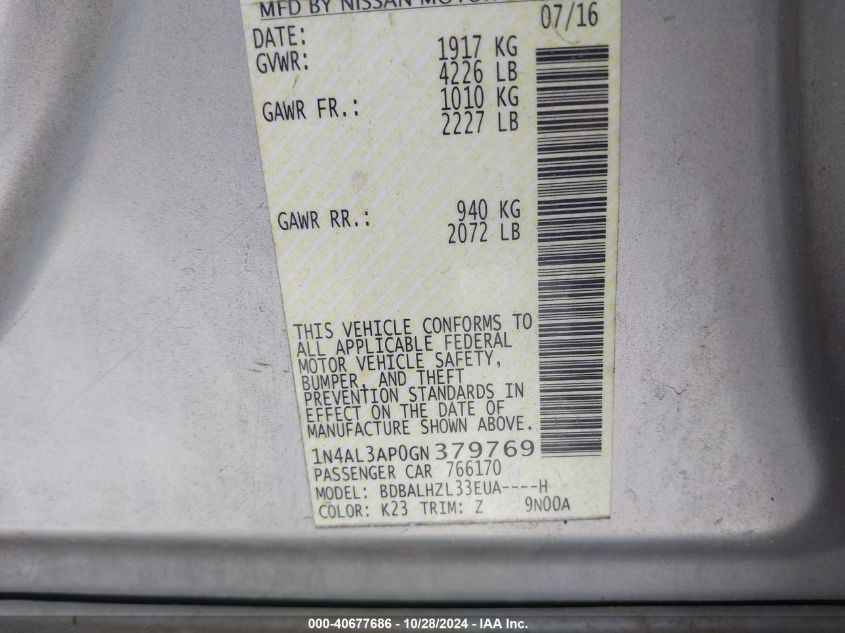 MFD BY NISSAN MOTOR
DATE: 07/16
GVWR: 1917 KG
4226 LB
GAWR FR.: 1010 KG
2227 LB
GAWR RR.: 940 KG
2072 LB
THIS VEHICLE CONFORMS TO
ALL APPLICABLE FEDERAL
MOTOR VEHICLE SAFETY,
BUMPER, AND THEFT
PREVENTION STANDARDS IN
EFFECT ON THE DATE OF
MANUFACTURE SHOWN ABOVE.
1N4AL3AP0GN 379769
PASSENGER CAR 766170
MODEL: BDBALHZL33EUA----H
COLOR: K23 TRIM: Z 9N00A
000-40677686 - 10/28/2024 - IAA Inc.